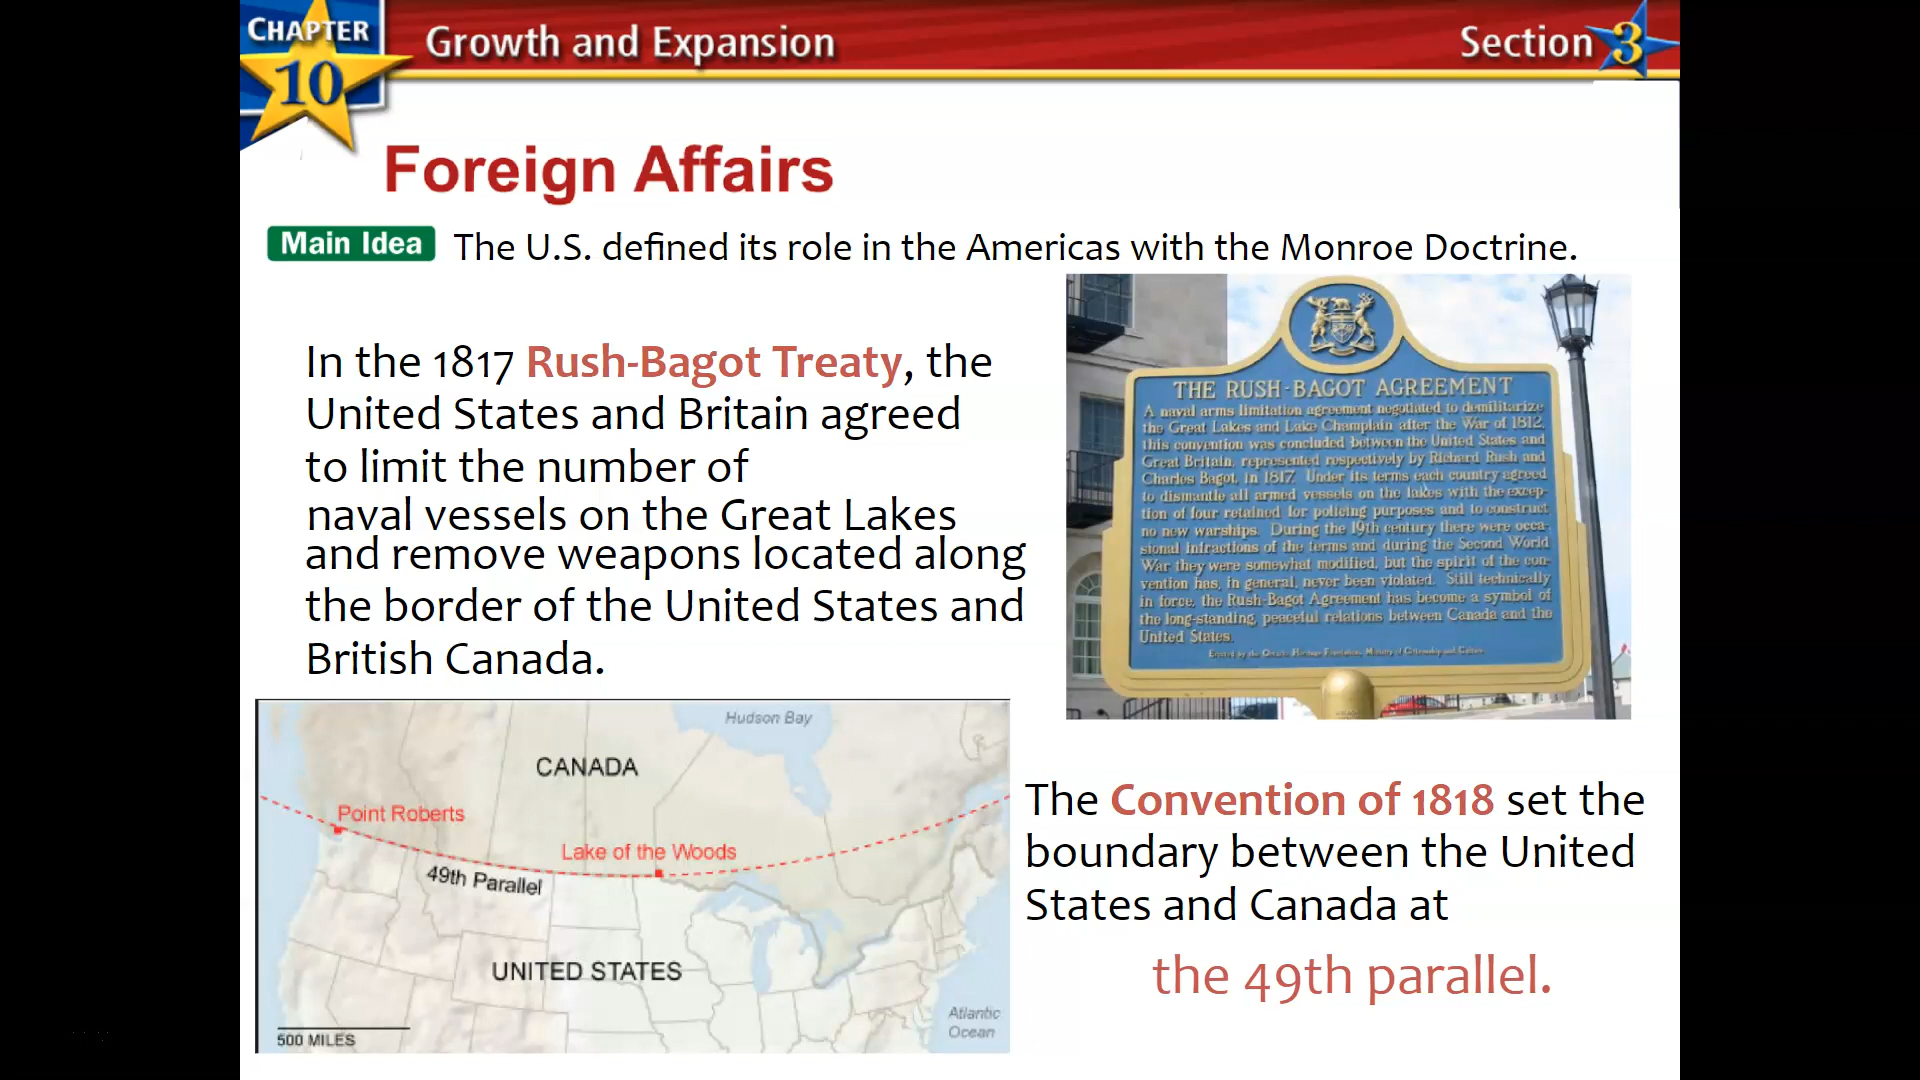 CHAPTER
10
Growth and Expansion
Section 3
Foreign Affairs
Main Idea The U.S. defined its role in the Americas with the Monroe Doctrine.
In the 1817 Rush-Bagot Treaty, the
United States and Britain agreed
to limit the number of
naval vessels on the Great Lakes
and remove weapons located along
the border of the United States and
British Canada.
THE RUSH-BAGOT AGREEMENT
A naval arms limitation agreement negotiated to demilitarize
the Great Lakes and Lake Champlain after the War of 1812,
this convention was concluded between the United States and
Great Britain, represented respectively by Richard Rush and
Charles Bagot, in 1817. Under its terms each country agreed
to dismantle all armed vessels on the lakes with the excep-
tion of four retained for policing purposes and to construct
no new warships. During the 19th century there were occa-
sional infractions of the terms and during the Second World
War they were somewhat modified, but the spirit of the con-
vention has, in general, never been violated. Still technically
in force, the Rush-Bagot Agreement has become a symbol of
the long-standing, peaceful relations between Canada and the
United States.
Erected by the Ontario Heritage Foundation, Ministry of Citizenship and Culture
Hudson Bay
CANADA
Point Roberts
Lake of the Woods
49th Parallel
UNITED STATES
Atlantic
Ocean
500 MILES
The Convention of 1818 set the
boundary between the United
States and Canada at
the 49th parallel.